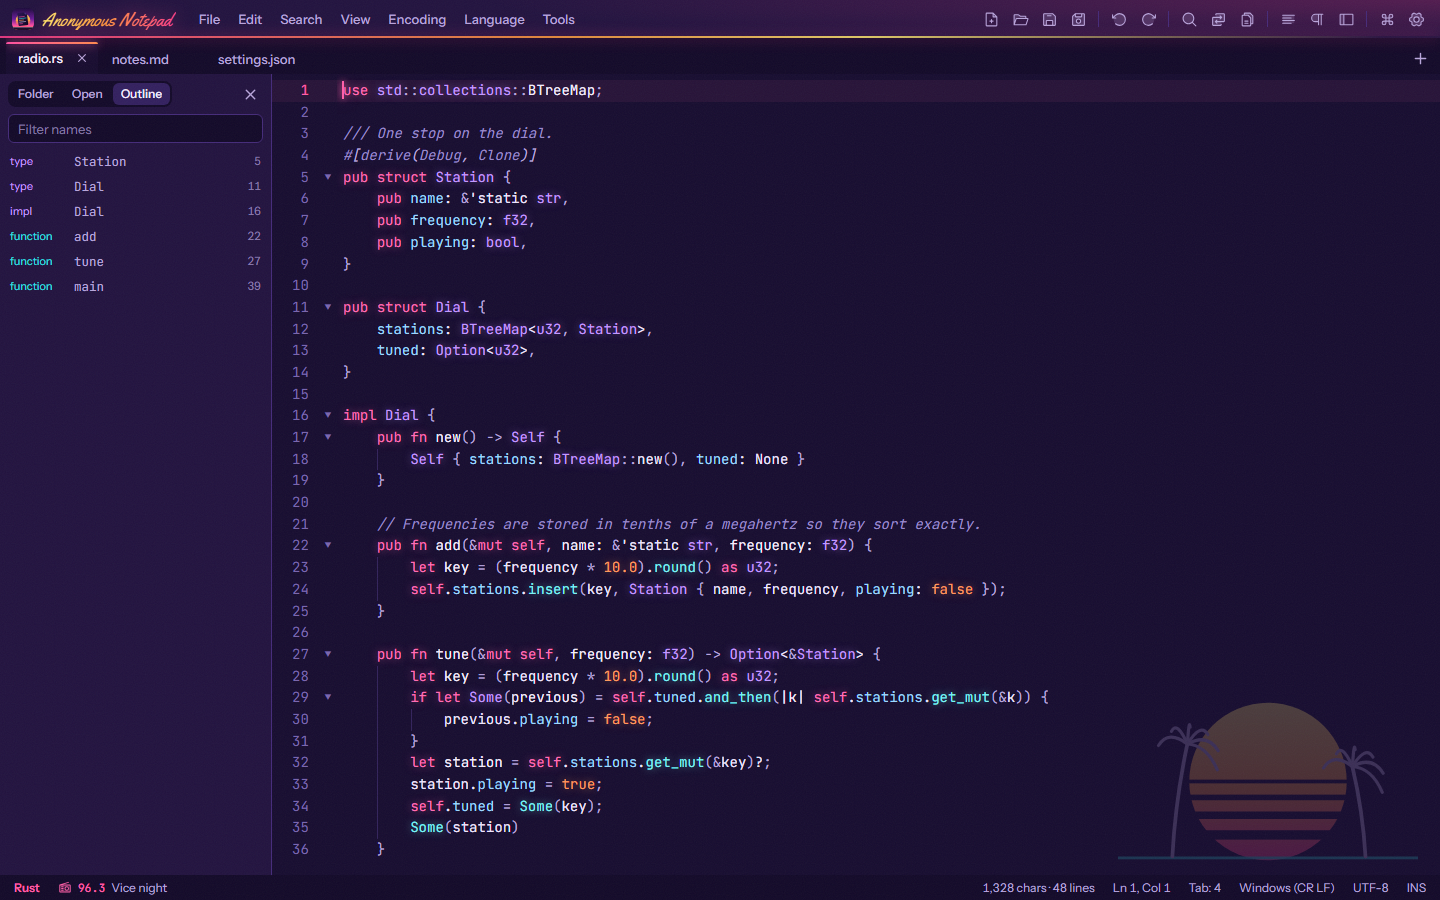 Anonymous Notepad File Edit Search View Encoding Language Tools
radio.rs notes.md settings.json
Folder Open Outline
Filter names
type Station 5
type Dial 11
impl Dial 16
function add 22
function tune 27
function main 39
1 use std::collections::BTreeMap;
2
3 /// One stop on the dial.
4 #[derive(Debug, Clone)]
5 pub struct Station {
6     pub name: &'static str,
7     pub frequency: f32,
8     pub playing: bool,
9 }
10
11 pub struct Dial {
12     stations: BTreeMap<u32, Station>,
13     tuned: Option<u32>,
14 }
15
16 impl Dial {
17     pub fn new() -> Self {
18         Self { stations: BTreeMap::new(), tuned: None }
19     }
20
21     // Frequencies are stored in tenths of a megahertz so they sort exactly.
22     pub fn add(&mut self, name: &'static str, frequency: f32) {
23         let key = (frequency * 10.0).round() as u32;
24         self.stations.insert(key, Station { name, frequency, playing: false });
25     }
26
27     pub fn tune(&mut self, frequency: f32) -> Option<&Station> {
28         let key = (frequency * 10.0).round() as u32;
29         if let Some(previous) = self.tuned.and_then(|k| self.stations.get_mut(&k)) {
30             previous.playing = false;
31         }
32         let station = self.stations.get_mut(&key)?;
33         station.playing = true;
34         self.tuned = Some(key);
35         Some(station)
36     }
Rust 96.3 Vice night 1,328 chars · 48 lines Ln 1, Col 1 Tab: 4 Windows (CR LF) UTF-8 INS